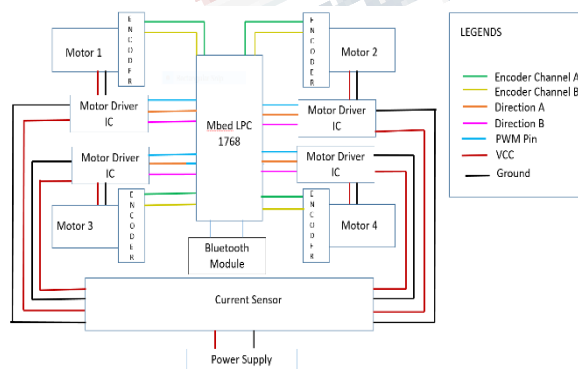 Motor 1
ENCODER
ENCODER
Motor 2
Motor Driver
IC
Mbed LPC
1768
Motor Driver
IC
Motor Driver
IC
Motor Driver
IC
Motor 3
ENCODER
ENCODER
Motor 4
Bluetooth
Module
Current Sensor
Power Supply
LEGENDS
Encoder Channel A
Encoder Channel B
Direction A
Direction B
PWM Pin
VCC
Ground